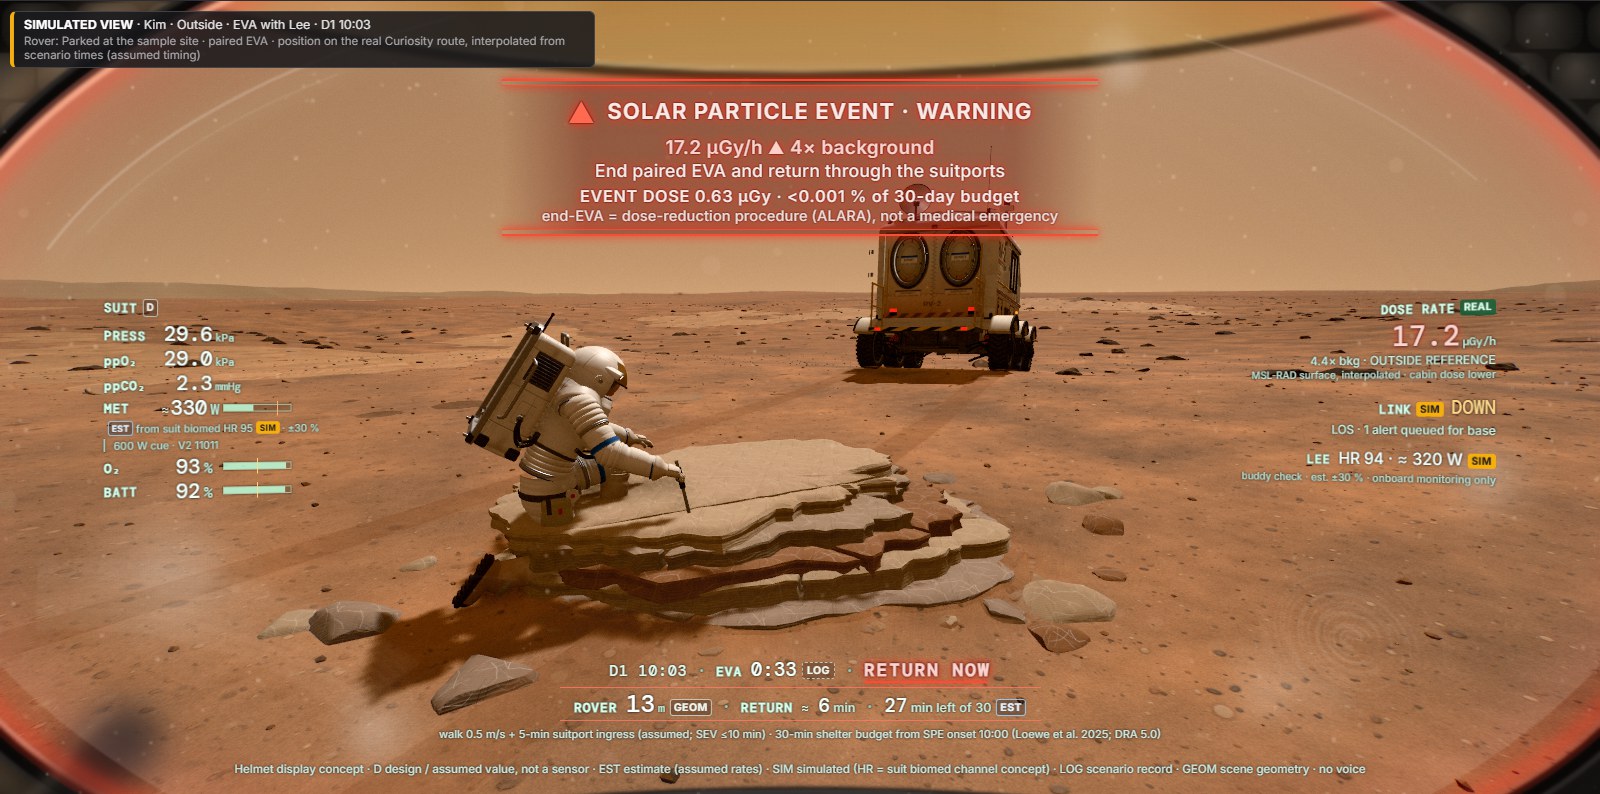 SIMULATED VIEW · Kim · Outside · EVA with Lee · D1 10:03
Rover: Parked at the sample site · paired EVA · position on the real Curiosity route, interpolated from
scenario times (assumed timing)
SOLAR PARTICLE EVENT · WARNING
17.2 µGy/h ▲ 4× background
End paired EVA and return through the suitports
EVENT DOSE 0.63 µGy · <0.001 % of 30-day budget
end-EVA = dose-reduction procedure (ALARA), not a medical emergency
SUIT D
PRESS 29.6 kPa
ppO₂ 29.0 kPa
ppCO₂ 2.3 mmHg
MET ≈330 W
EST from suit biomed HR 95 SIM · ±30 %
600 W cue · V2 11011
O₂ 93 %
BATT 92 %
DOSE RATE REAL
17.2 µGy/h
4.4× bkg · OUTSIDE REFERENCE
MSL-RAD surface, interpolated · cabin dose lower
LINK SIM DOWN
LOS · 1 alert queued for base
LEE HR 94 · ≈ 320 W SIM
buddy check · est. ±30 % · onboard monitoring only
D1 10:03 · EVA 0:33 LOG · RETURN NOW
ROVER 13 m GEOM · RETURN ≈ 6 min · 27 min left of 30 EST
walk 0.5 m/s + 5-min suitport ingress (assumed; SEV ≤10 min) · 30-min shelter budget from SPE onset 10:00 (Loewe et al. 2025; DRA 5.0)
Helmet display concept · D design / assumed value, not a sensor · EST estimate (assumed rates) · SIM simulated (HR = suit biomed channel concept) · LOG scenario record · GEOM scene geometry · no voice